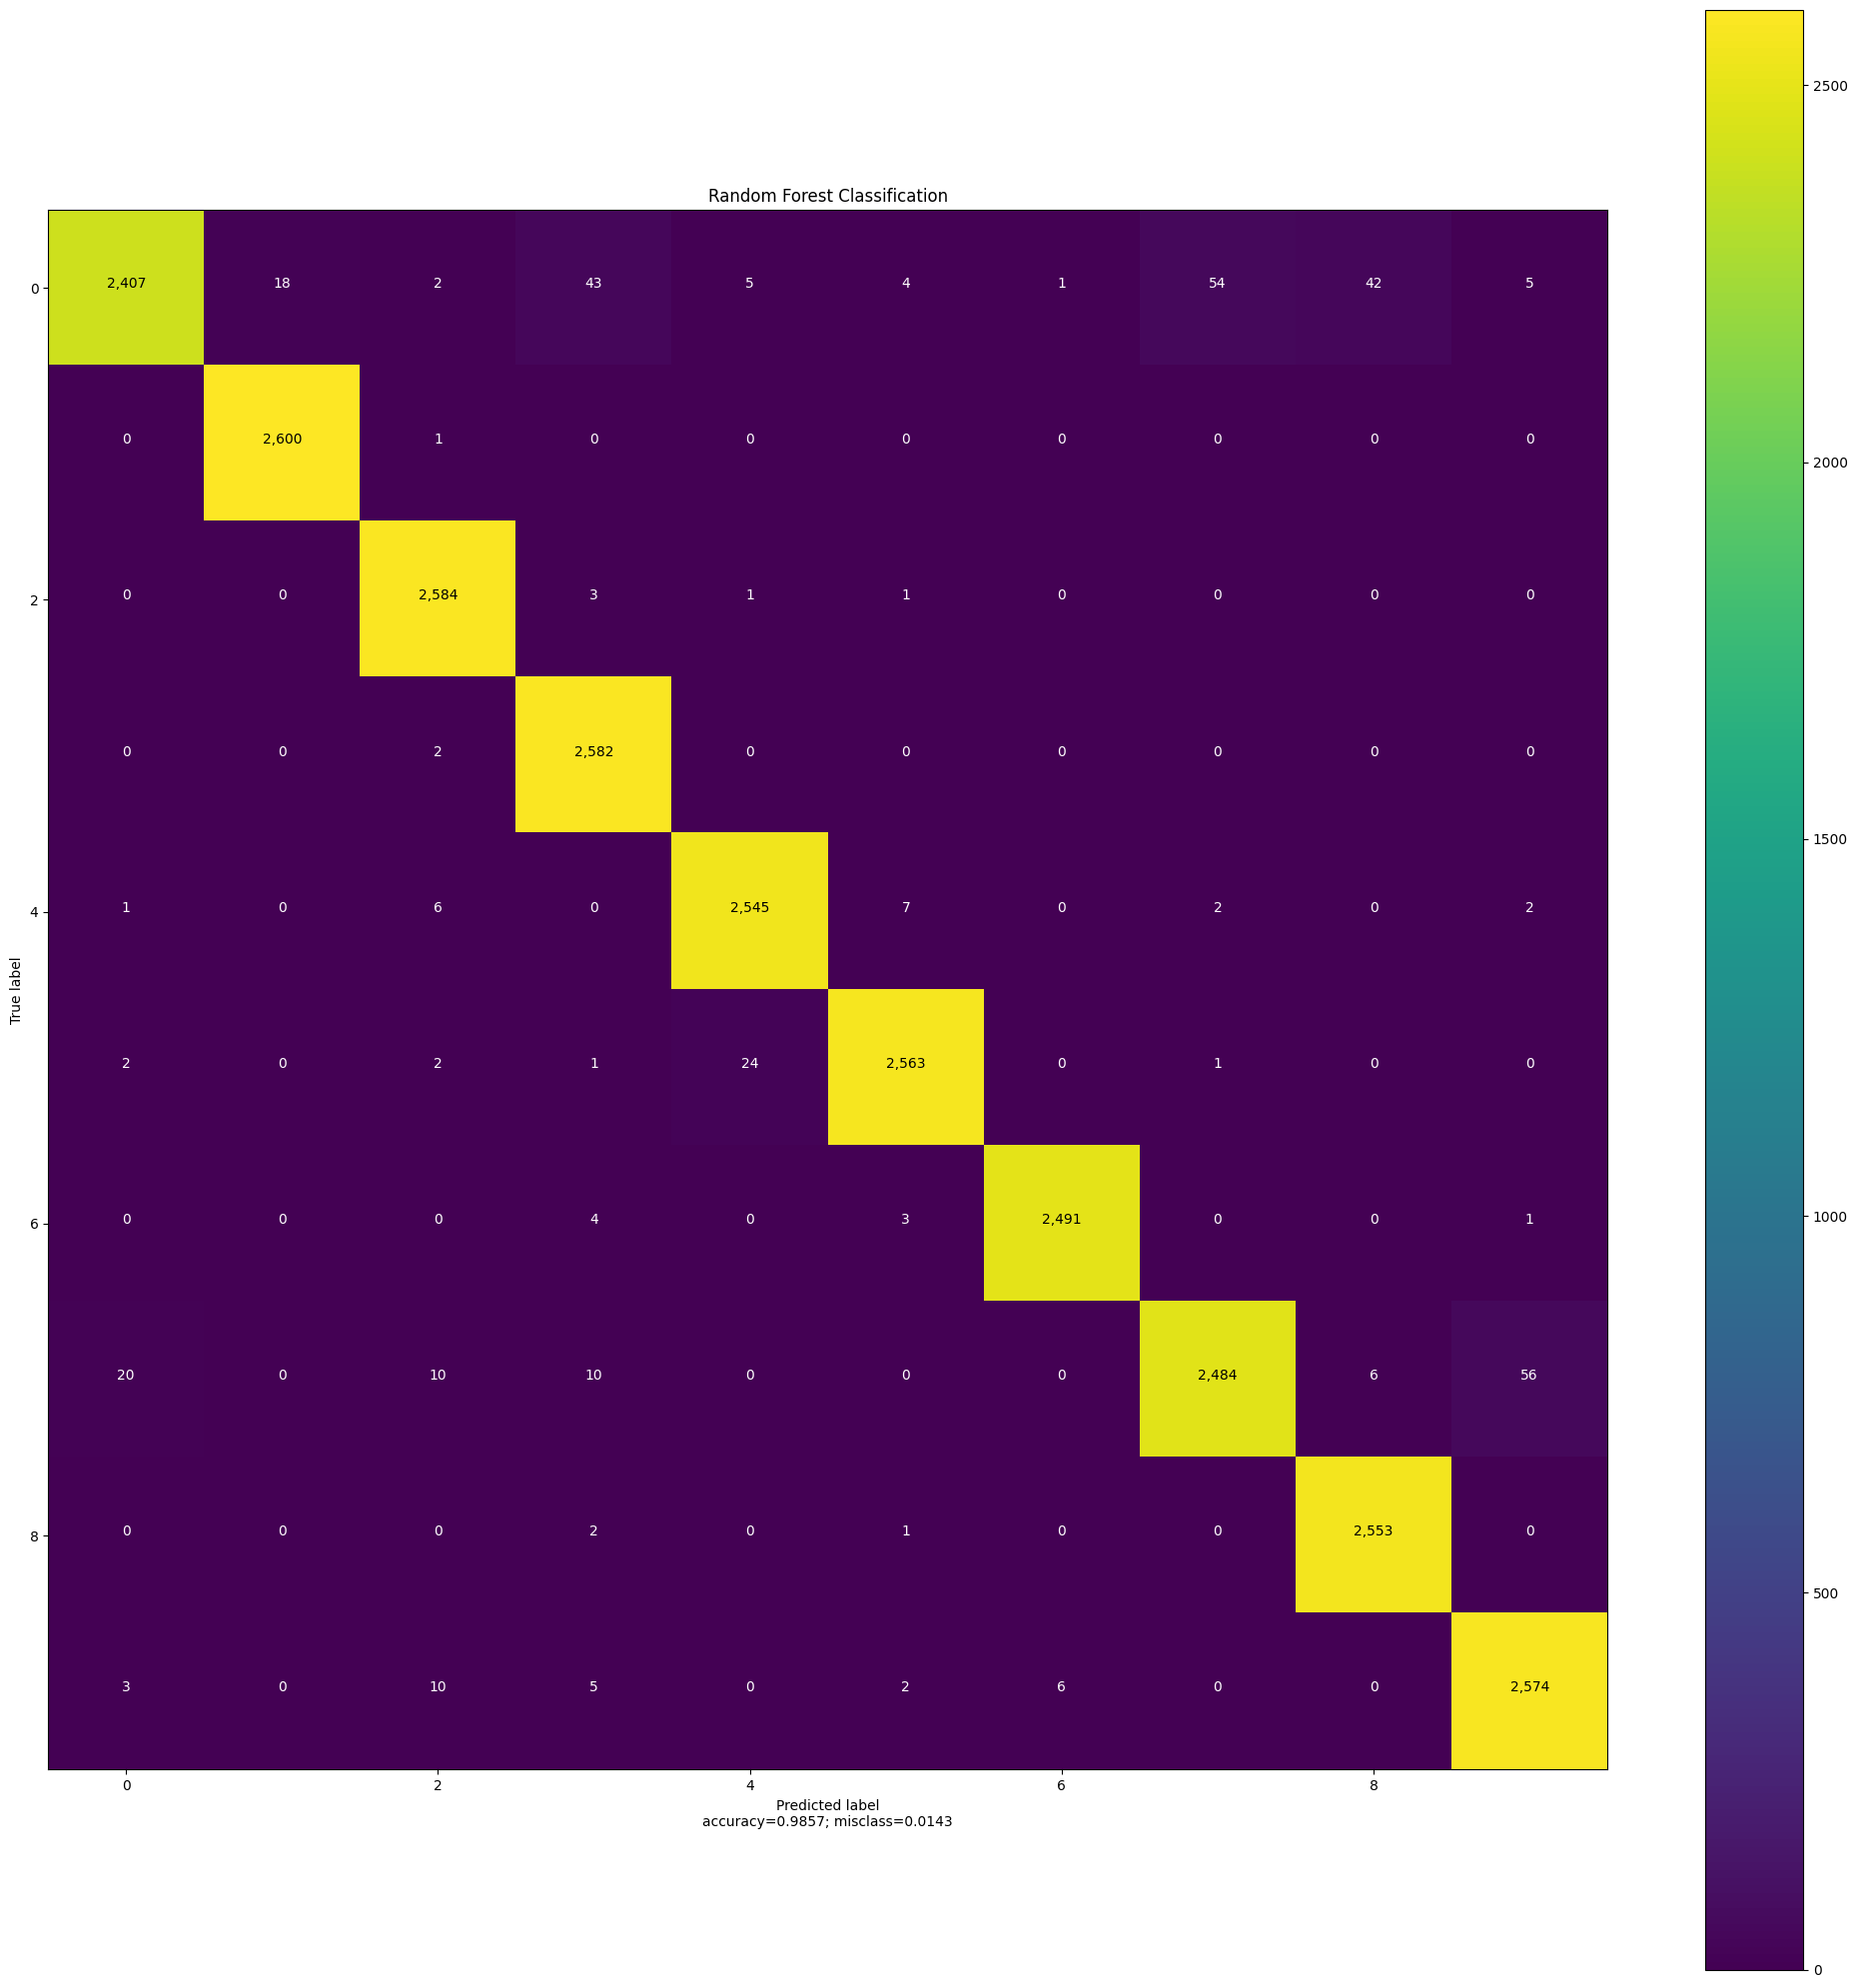 Random Forest Classification
2,407 18 2 43 5 4 1 54 42 5
0 2,600 1 0 0 0 0 0 0 0
0 0 2,584 3 1 1 0 0 0 0
0 0 2 2,582 0 0 0 0 0 0
1 0 6 0 2,545 7 0 2 0 2
2 0 2 1 24 2,563 0 1 0 0
0 0 0 4 0 3 2,491 0 0 1
20 0 10 10 0 0 0 2,484 6 56
0 0 0 2 0 1 0 0 2,553 0
3 0 10 5 0 2 6 0 0 2,574
0
2
4
6
8
True label
0 2 4 6 8
Predicted label
accuracy=0.9857; misclass=0.0143
2500
2000
1500
1000
500
0